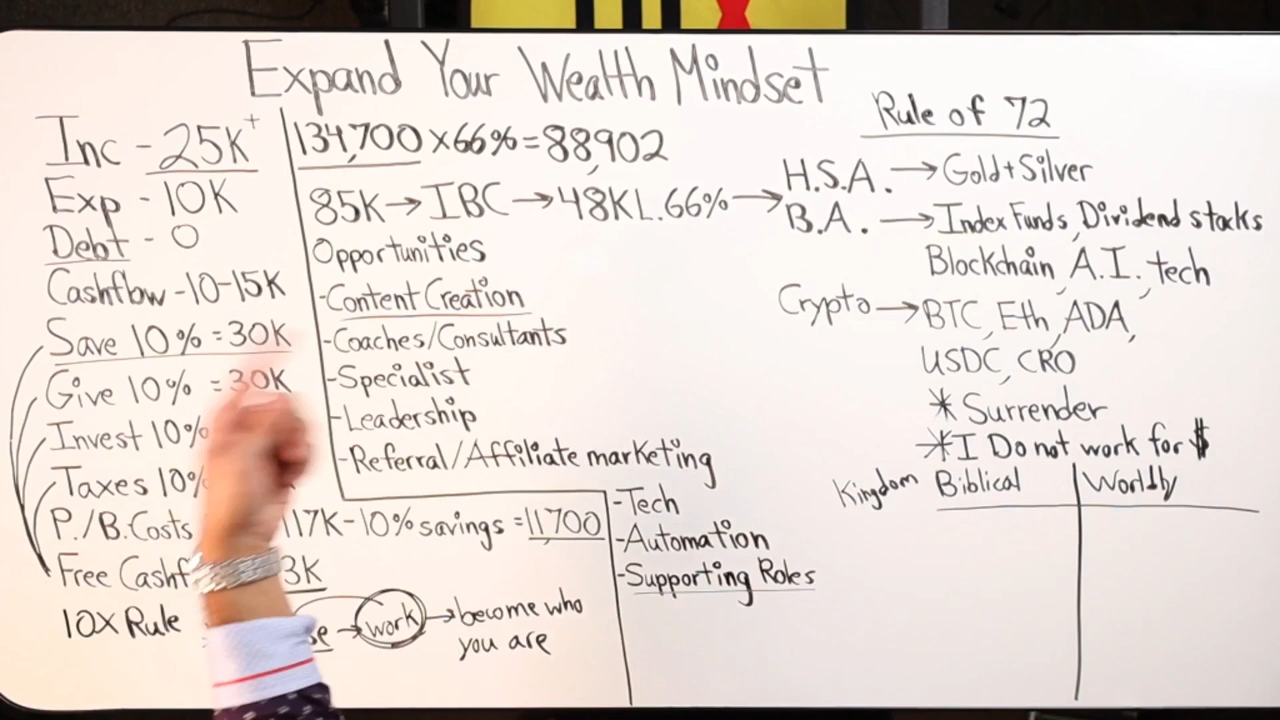 Expand Your Wealth Mindset
Inc - 25K+
Exp - 10K
Debt - 0
Cashflow - 10-15K
Save 10% = 30K
Give 10% = 30K
Invest 10%
Taxes 10%
P./B. Costs 117K - 10% savings = 11,700
Free 3K
10X Rule
work → become who
you are
134,700 x 66% = 88,902
85K → IBC → 48K L. 66% →
Opportunities
- Content Creation
- Coaches/Consultants
- Specialist
- Leadership
- Referral/Affiliate marketing
- Tech
- Automation
- Supporting Roles
Rule of 72
H.S.A. → Gold + Silver
B.A. → Index Funds, Dividend stocks
Blockchain, A.I., tech
Crypto → BTC, Eth, ADA,
USDC, CRO
* Surrender
* I Do not work for $
Kingdom Biblical Worldly